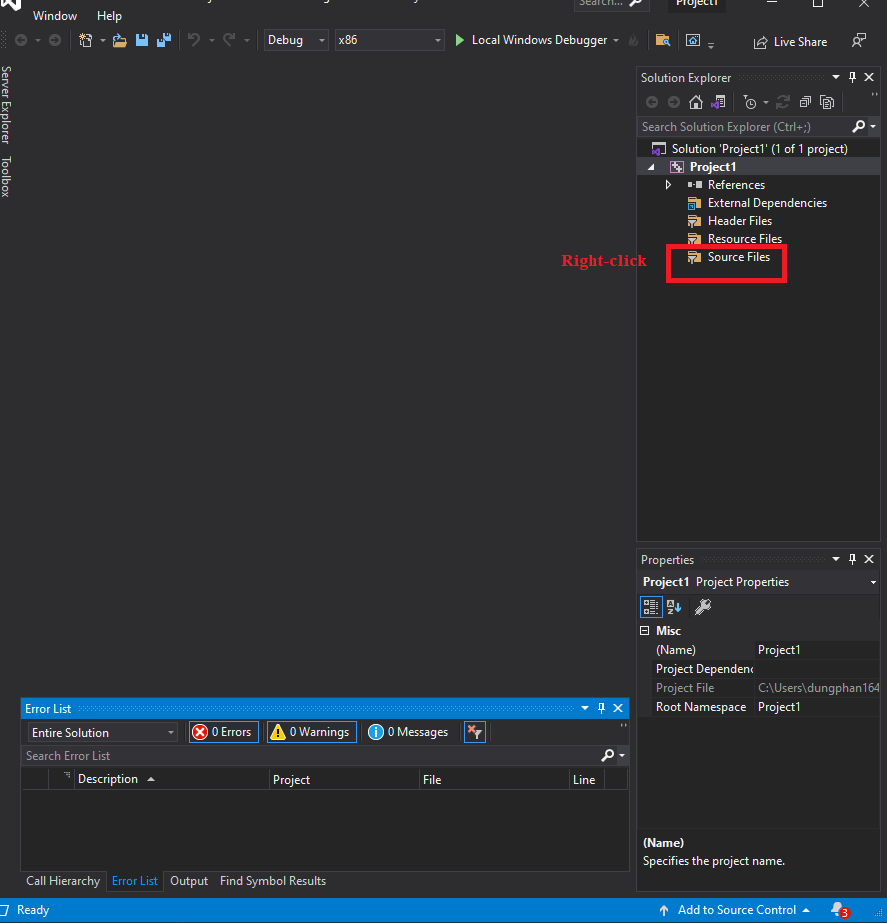 Search...
Project1
Window Help
Debug
x86
Local Windows Debugger
Live Share
Server Explorer
Toolbox
Solution Explorer
Search Solution Explorer (Ctrl+;)
Solution 'Project1' (1 of 1 project)
Project1
References
External Dependencies
Header Files
Resource Files
Right-click
Source Files
Properties
Project1 Project Properties
Misc
(Name) Project1
Project Dependenc
Project File C:\Users\dungphan164
Root Namespace Project1
(Name)
Specifies the project name.
Error List
Entire Solution
0 Errors
0 Warnings
0 Messages
Search Error List
Description Project File Line
Call Hierarchy Error List Output Find Symbol Results
Ready
Add to Source Control
3